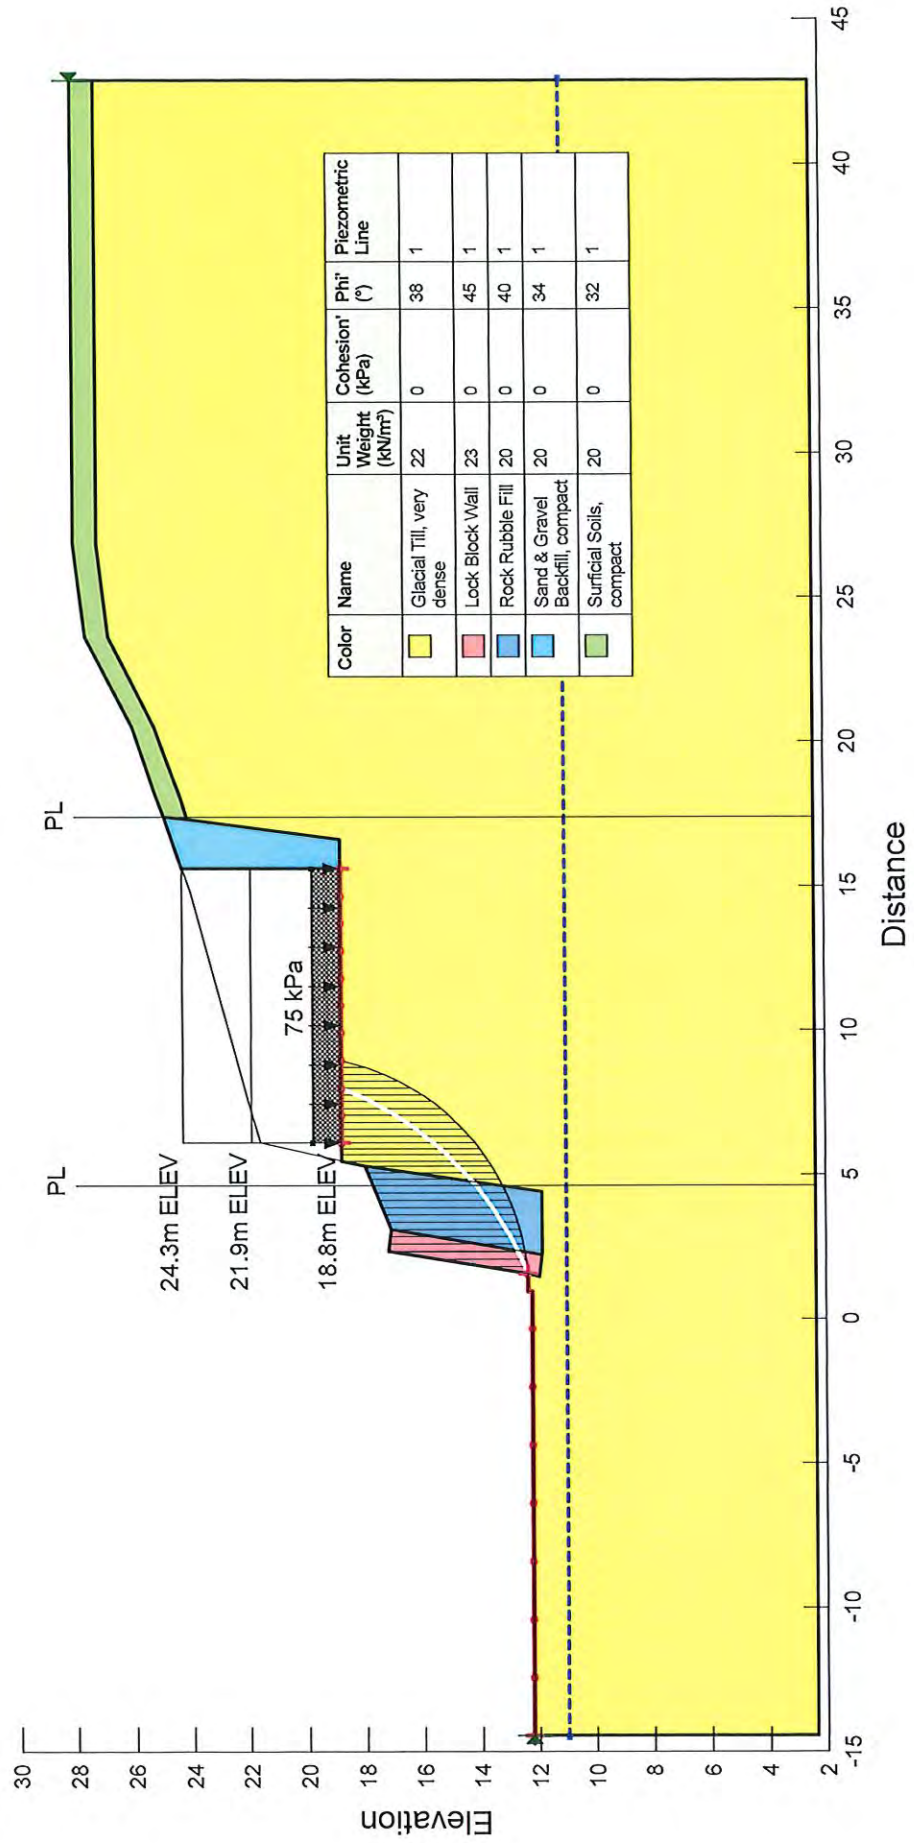 PL
PL
24.3m ELEV
21.9m ELEV
18.8m ELEV
75 kPa
Color Name Unit Weight (kN/m³) Cohesion' (kPa) Phi' (°) Piezometric Line
Glacial Till, very dense 22 0 38 1
Lock Block Wall 23 0 45 1
Rock Rubble Fill 20 0 40 1
Sand & Gravel Backfill, compact 20 0 34 1
Surficial Soils, compact 20 0 32 1
Elevation
30
28
26
24
22
20
18
16
14
12
10
8
6
4
2
-15 -10 -5 0 5 10 15 20 25 30 35 40 45
Distance